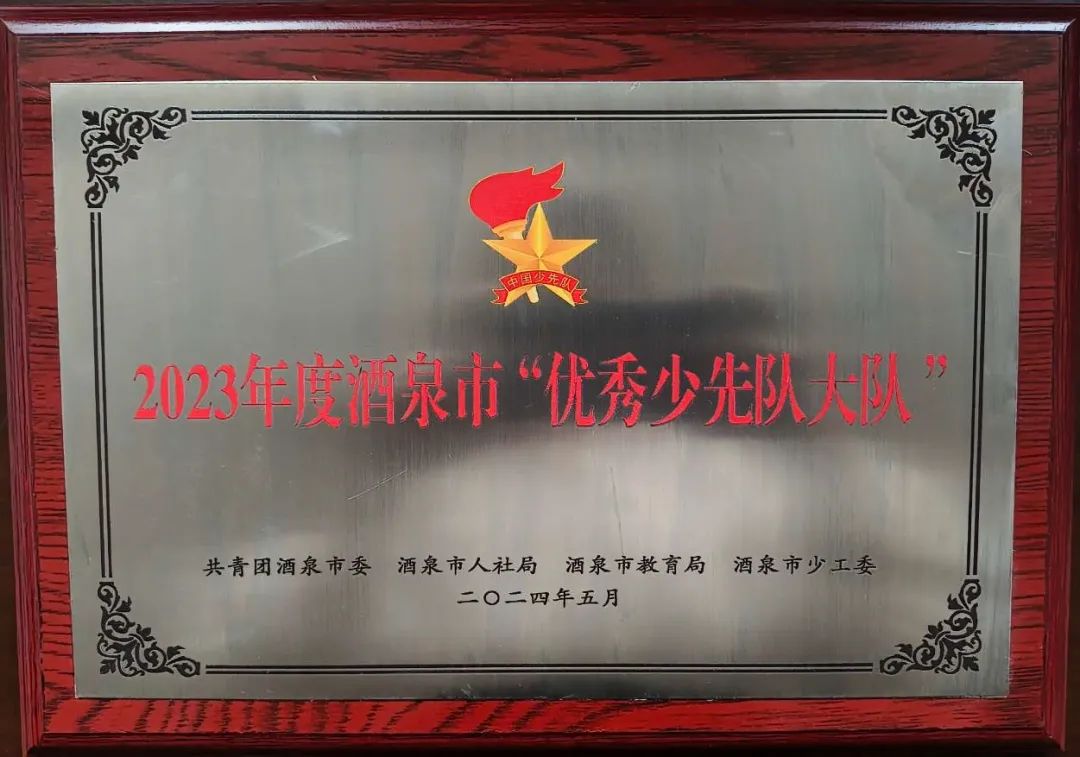 中国少先队
2023年度酒泉市“优秀少先队大队”
共青团酒泉市委 酒泉市人社局 酒泉市教育局 酒泉市少工委
二〇二四年五月